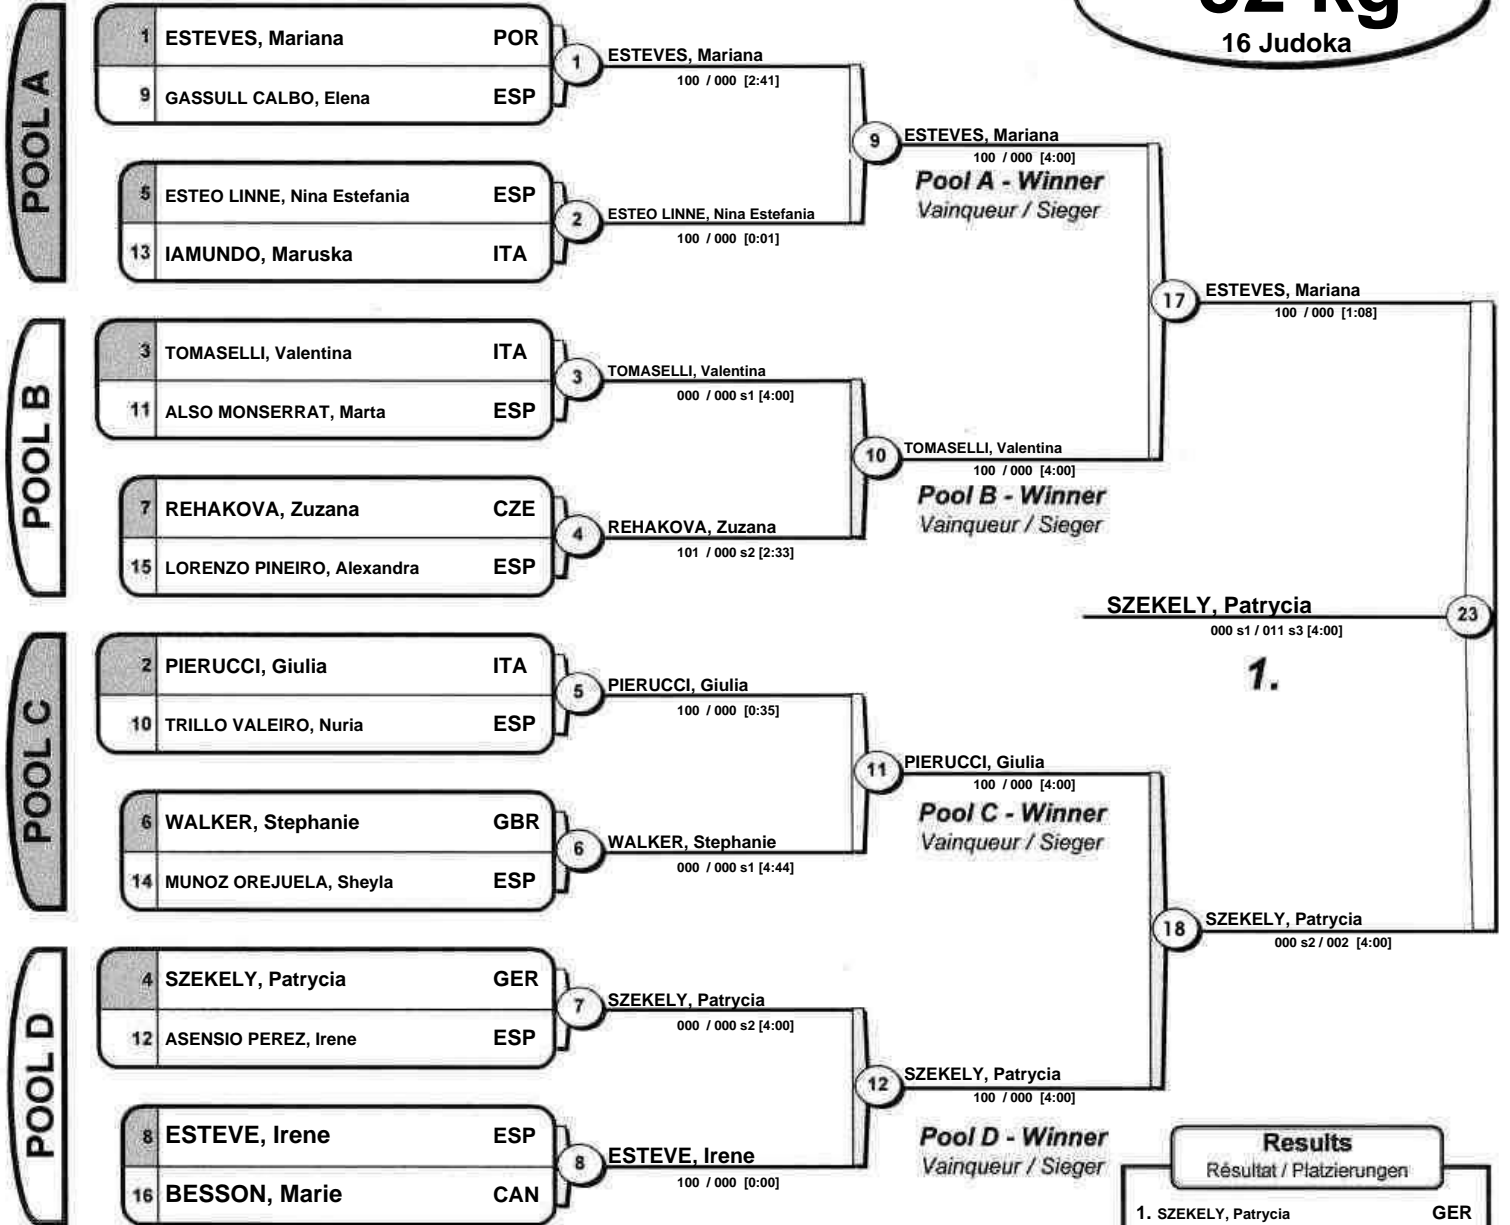 16 Judoka
POOL A
1 ESTEVES, Mariana POR
9 GASSULL CALBO, Elena ESP
1
ESTEVES, Mariana
100 / 000 [2:41]
5 ESTEO LINNE, Nina Estefania ESP
13 IAMUNDO, Maruska ITA
2
ESTEO LINNE, Nina Estefania
100 / 000 [0:01]
9
ESTEVES, Mariana
100 / 000 [4:00]
Pool A - Winner
Vainqueur / Sieger
POOL B
3 TOMASELLI, Valentina ITA
11 ALSO MONSERRAT, Marta ESP
3
TOMASELLI, Valentina
000 / 000 s1 [4:00]
7 REHAKOVA, Zuzana CZE
15 LORENZO PINEIRO, Alexandra ESP
4
REHAKOVA, Zuzana
101 / 000 s2 [2:33]
10
TOMASELLI, Valentina
100 / 000 [4:00]
Pool B - Winner
Vainqueur / Sieger
17
ESTEVES, Mariana
100 / 000 [1:08]
POOL C
2 PIERUCCI, Giulia ITA
10 TRILLO VALEIRO, Nuria ESP
5
PIERUCCI, Giulia
100 / 000 [0:35]
6 WALKER, Stephanie GBR
14 MUNOZ OREJUELA, Sheyla ESP
6
WALKER, Stephanie
000 / 000 s1 [4:44]
11
PIERUCCI, Giulia
100 / 000 [4:00]
Pool C - Winner
Vainqueur / Sieger
POOL D
4 SZEKELY, Patrycia GER
12 ASENSIO PEREZ, Irene ESP
7
SZEKELY, Patrycia
000 / 000 s2 [4:00]
8 ESTEVE, Irene ESP
16 BESSON, Marie CAN
8
ESTEVE, Irene
100 / 000 [0:00]
12
SZEKELY, Patrycia
100 / 000 [4:00]
Pool D - Winner
Vainqueur / Sieger
18
SZEKELY, Patrycia
000 s2 / 002 [4:00]
23
SZEKELY, Patrycia
000 s1 / 011 s3 [4:00]
1.
Results
Résultat / Platzierungen
1. SZEKELY, Patrycia GER